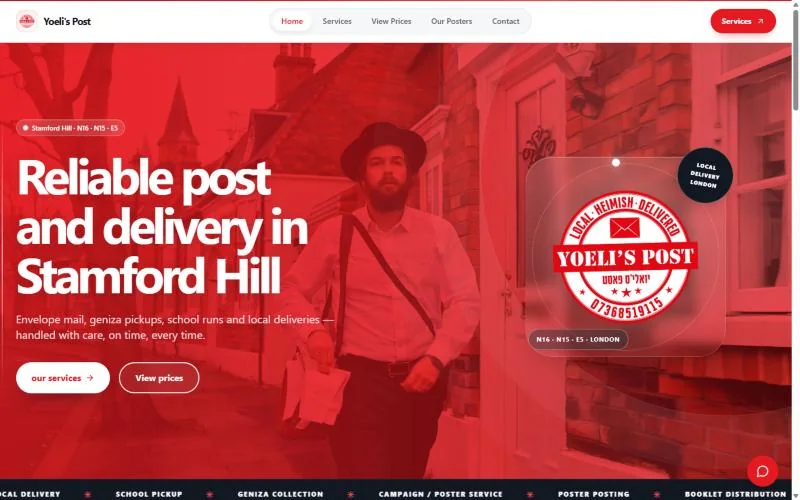 Yoeli's Post
Home
Services
View Prices
Our Posters
Contact
Services
Stamford Hill · N16 · N15 · E5
Reliable post
and delivery in
Stamford Hill
Envelope mail, geniza pickups, school runs and local deliveries —
handled with care, on time, every time.
our services
View prices
LOCAL
DELIVERY
LONDON
LOCAL · HEIMISH · DELIVERED
YOELI'S POST
יואלי'ס פאסט
07368519115
N16 · N15 · E5 · LONDON
CAL DELIVERY
SCHOOL PICKUP
GENIZA COLLECTION
CAMPAIGN / POSTER SERVICE
POSTER POSTING
BOOKLET DISTRIBUTION